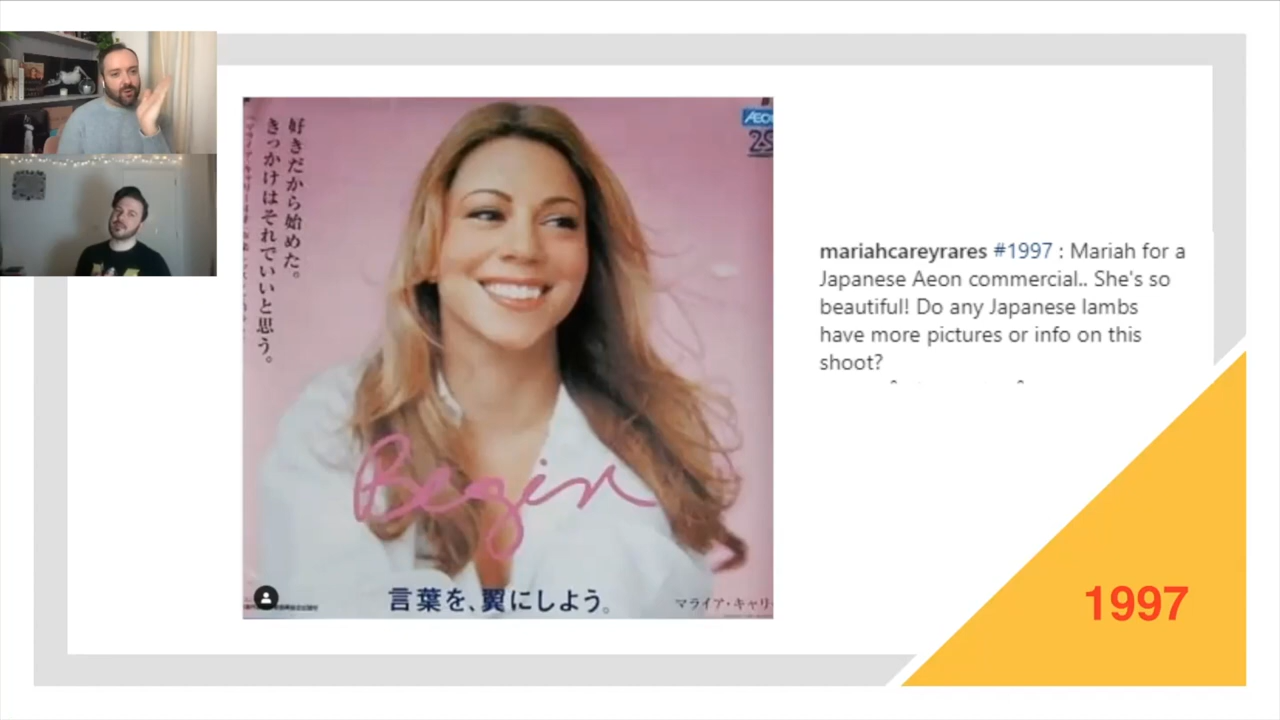 好きだから始めた。
きっかけはそれでいいと思う。
Begin
言葉を、翼にしよう。
マライア・キャリ
mariahcareyrares #1997 : Mariah for a
Japanese Aeon commercial.. She's so
beautiful! Do any Japanese lambs
have more pictures or info on this
shoot?
1997